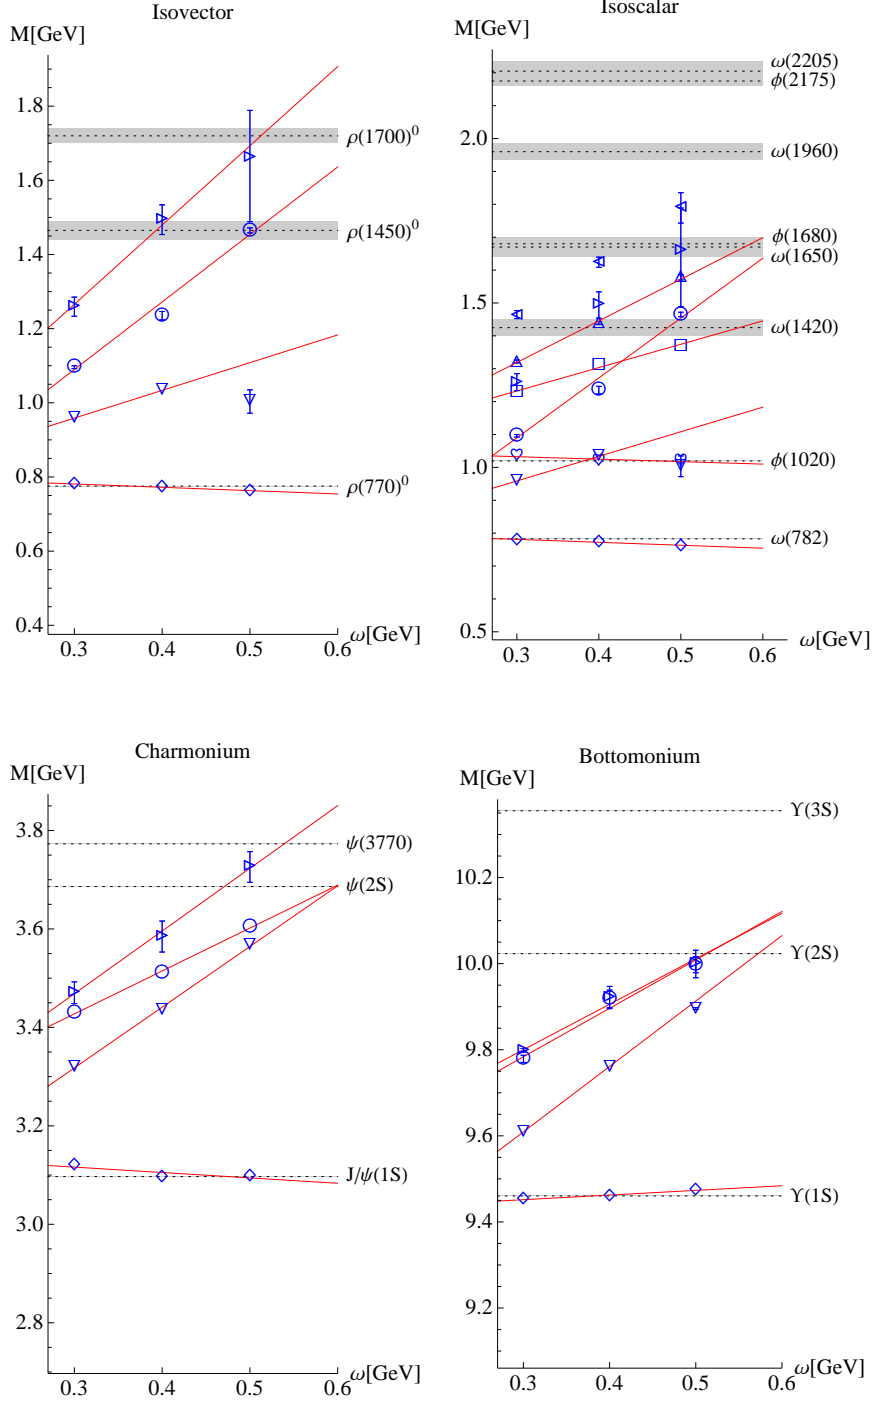 Isovector
M[GeV]
1.8
1.6
1.4
1.2
1.0
0.8
0.6
0.4
ρ(1700)⁰
ρ(1450)⁰
ρ(770)⁰
0.3 0.4 0.5 0.6
ω[GeV]
Isoscalar
M[GeV]
2.0
1.5
1.0
0.5
ω(2205)
ϕ(2175)
ω(1960)
ϕ(1680)
ω(1650)
ω(1420)
ϕ(1020)
ω(782)
0.3 0.4 0.5 0.6
ω[GeV]
Charmonium
M[GeV]
3.8
3.6
3.4
3.2
3.0
2.8
ψ(3770)
ψ(2S)
J/ψ(1S)
0.3 0.4 0.5 0.6
ω[GeV]
Bottomonium
M[GeV]
10.2
10.0
9.8
9.6
9.4
9.2
ϒ(3S)
ϒ(2S)
ϒ(1S)
0.3 0.4 0.5 0.6
ω[GeV]